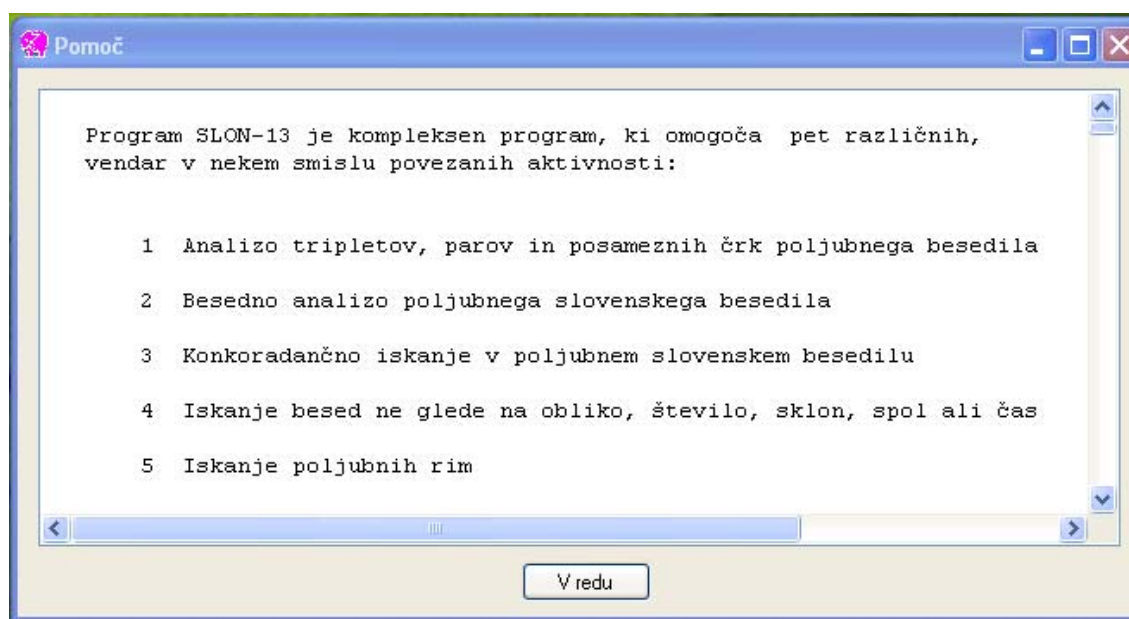 Pomoč
Program SLON-13 je kompleksen program, ki omogoča  pet različnih,
vendar v nekem smislu povezanih aktivnosti:
1  Analizo tripletov, parov in posameznih črk poljubnega besedila
2  Besedno analizo poljubnega slovenskega besedila
3  Konkoradančno iskanje v poljubnem slovenskem besedilu
4  Iskanje besed ne glede na obliko, število, sklon, spol ali čas
5  Iskanje poljubnih rim
V redu